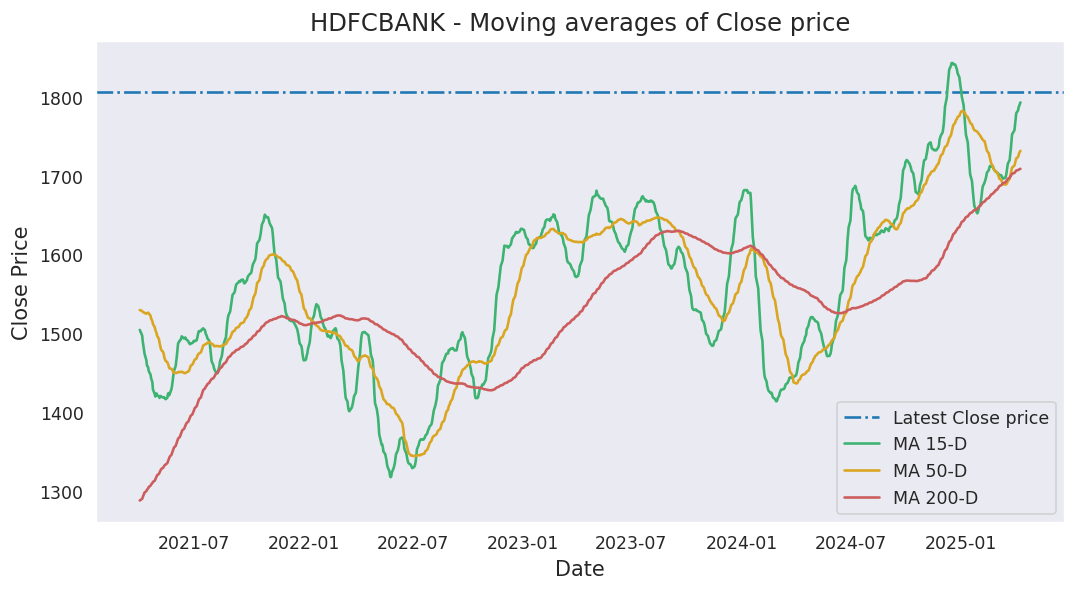 HDFCBANK - Moving averages of Close price
Close Price
1800
1700
1600
1500
1400
1300
Latest Close price
MA 15-D
MA 50-D
MA 200-D
2021-07 2022-01 2022-07 2023-01 2023-07 2024-01 2024-07 2025-01
Date